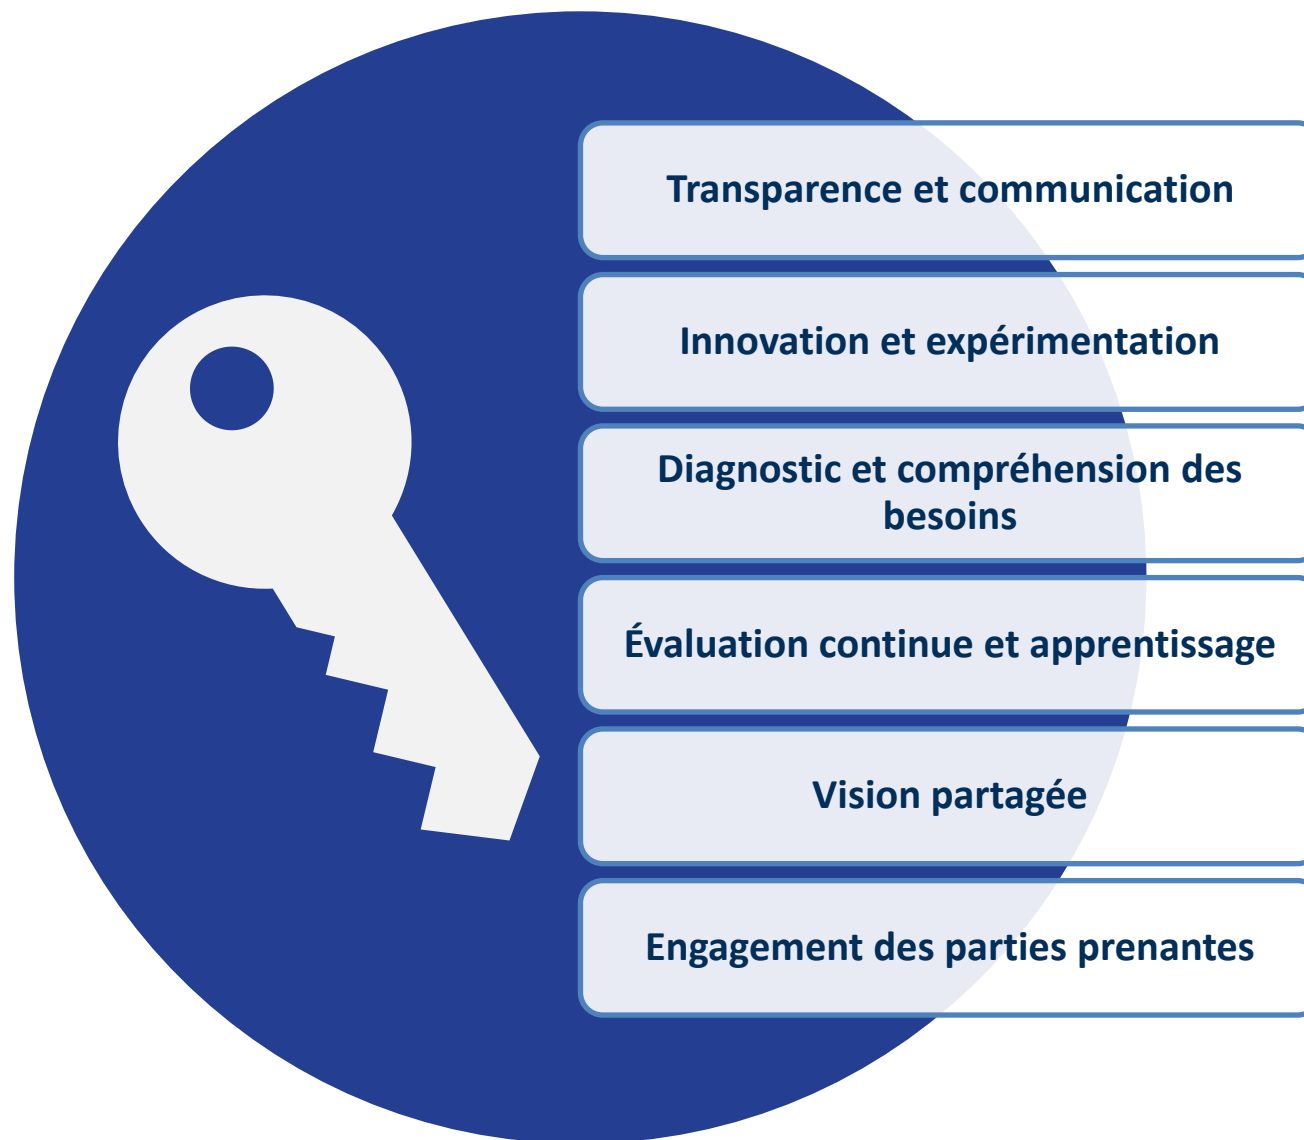 Transparence et communication
Innovation et expérimentation
Diagnostic et compréhension des
besoins
Évaluation continue et apprentissage
Vision partagée
Engagement des parties prenantes